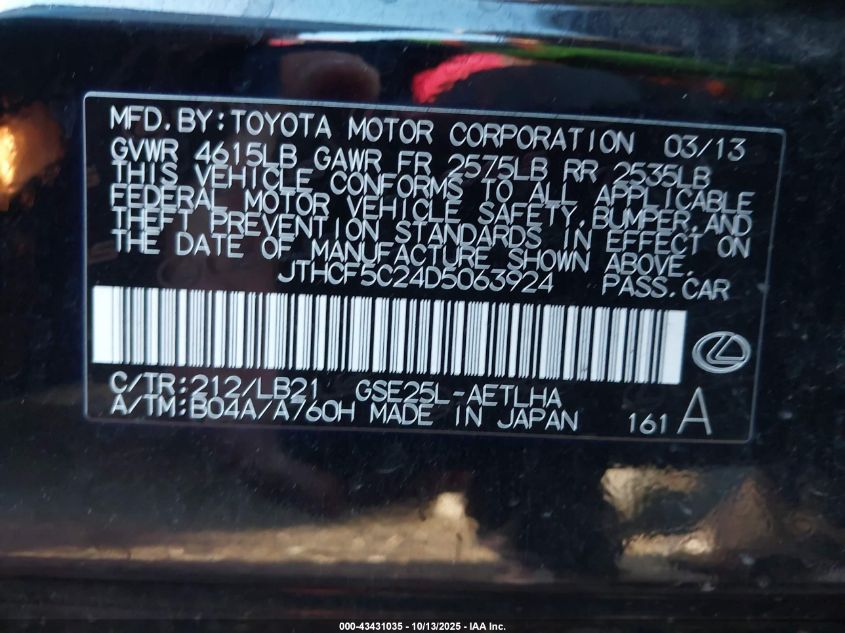 MFD.BY:TOYOTA MOTOR CORPORATION 03/13
GVWR 4615LB GAWR FR 2575LB RR 2535LB
THIS VEHICLE CONFORMS TO ALL APPLICABLE
FEDERAL MOTOR VEHICLE SAFETY,BUMPER,AND
THEFT PREVENTION STANDARDS IN EFFECT ON
THE DATE OF MANUFACTURE SHOWN ABOVE.
JTHCF5C24D5063924 PASS.CAR
C/TR:212/LB21 GSE25L-AETLHA
A/TM:B04A/A760H MADE IN JAPAN 161 A
000-43431035 | 10/13/2025 - IAA Inc.